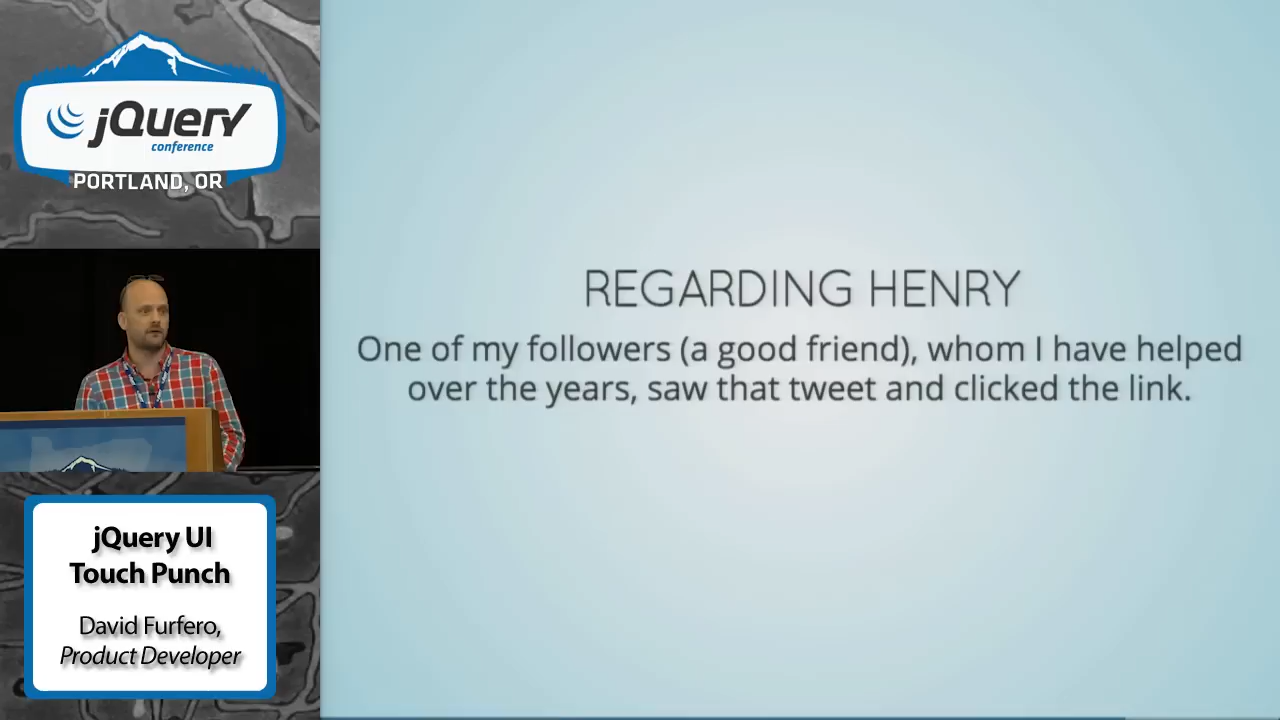 jQuery
conference
PORTLAND, OR
REGARDING HENRY
One of my followers (a good friend), whom I have helped
over the years, saw that tweet and clicked the link.
jQuery UI
Touch Punch
David Furfero,
Product Developer